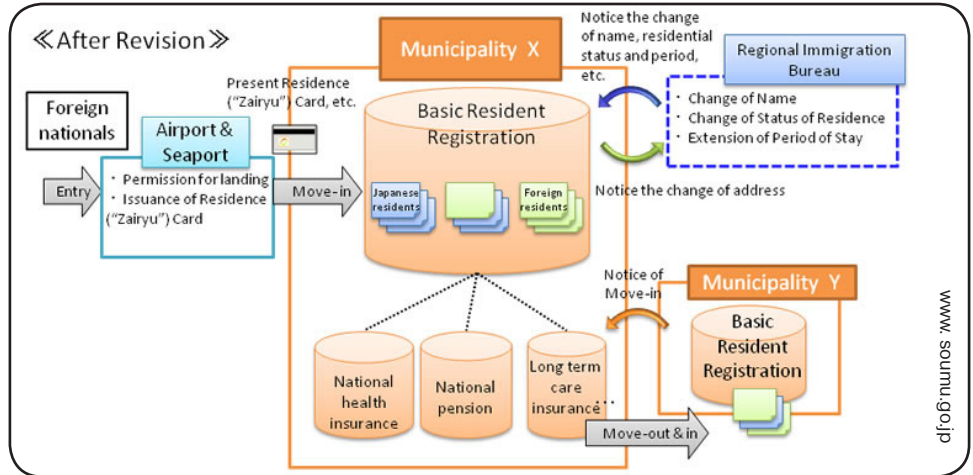 ≪After Revision≫
Foreign
nationals
Entry
Airport &
Seaport
・ Permission for landing
・ Issuance of Residence
("Zairyu") Card
Present Residence
("Zairyu") Card, etc.
Move-in
Municipality X
Basic Resident
Registration
Japanese
residents
Foreign
residents
National
health
insurance
National
pension
Long term
care
insurance
...
Notice the change
of name, residential
status and period,
etc.
Regional Immigration
Bureau
・ Change of Name
・ Change of Status of Residence
・ Extension of Period of Stay
Notice the change of address
Notice of
Move-in
Municipality Y
Basic
Resident
Registration
Move-out & in
www. soumu.go.jp